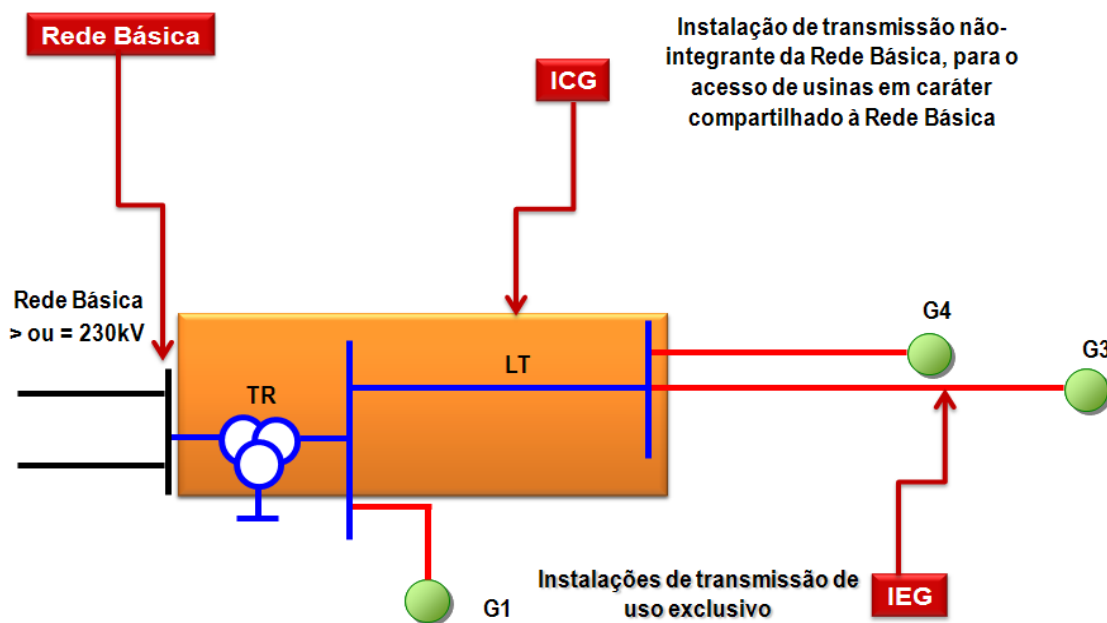 Rede Básica
ICG
Instalação de transmissão não-
integrante da Rede Básica, para o
acesso de usinas em caráter
compartilhado à Rede Básica
Rede Básica
> ou = 230kV
TR
LT
G4
G3
G1
Instalações de transmissão de
uso exclusivo
IEG